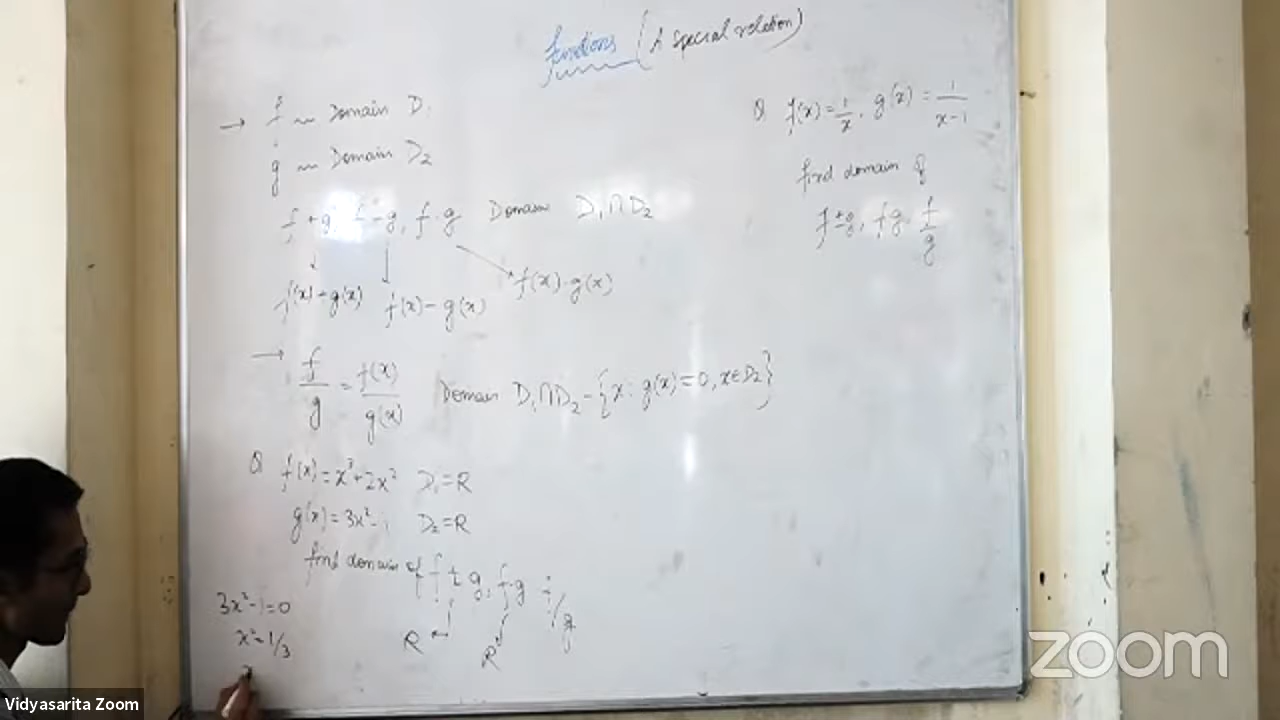 functions (A special relation)
→ f ~ Domain D₁
g ~ Domain D₂
f + g, f - g, f · g Domain D₁∩D₂
f(x) + g(x) f(x) - g(x) f(x) · g(x)
→ f/g = f(x)/g(x) Domain D₁∩D₂ - {x : g(x) = 0, x∈D₂}
Q f(x) = x³+2x² D₁=R
g(x) = 3x²-1 D₂=R
find domain of f ± g, f·g f/g
R R
3x²-1=0
x²=1/3
Q f(x) = 1/x, g(x) = 1/(x-1)
find domain of
f±g, fg, f/g
zoom
Vidyasarita Zoom